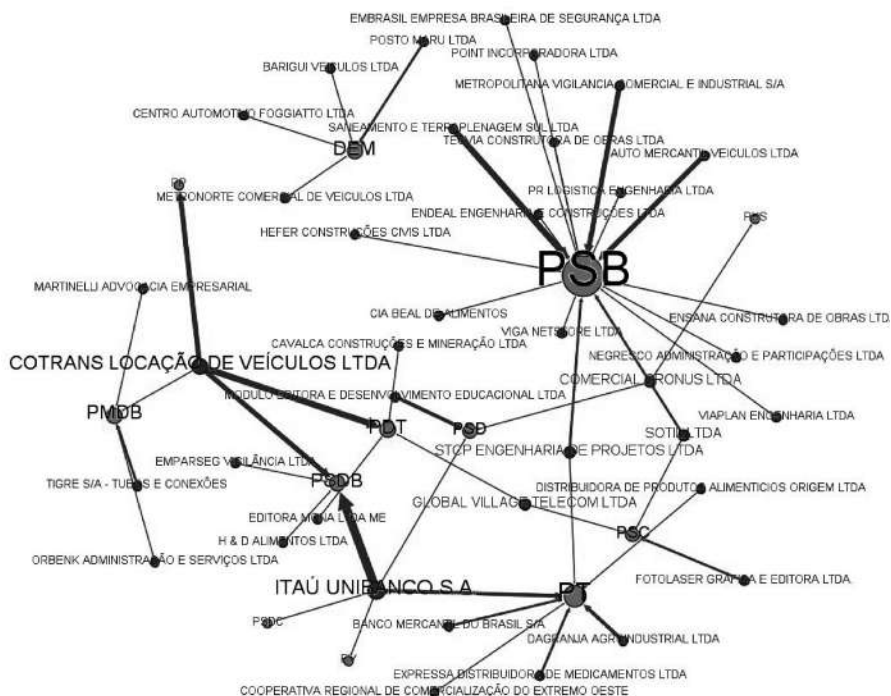 EMBRASIL EMPRESA BRASILEIRA DE SEGURANÇA LTDA
POSTO MARU LTDA
POINT INCORPORADORA LTDA
BARIGUI VEICULOS LTDA
METROPOLITANA VIGILANCIA COMERCIAL E INDUSTRIAL S/A
CENTRO AUTOMOTIVO FOGGIATTO LTDA
SANEAMENTO E TERRAPLENAGEM SUL LTDA
TECVIA CONSTRUTORA DE OBRAS LTDA
DEM
AUTO MERCANTIL VEICULOS LTDA
PP
METRONORTE COMERCIAL DE VEICULOS LTDA
PR LOGISTICA ENGENHARIA LTDA
ENDEAL ENGENHARIA E CONSTRUÇÕES LTDA
HEFER CONSTRUÇÕES CIVIS LTDA
PSB
MARTINELLI ADVOCACIA EMPRESARIAL
CIA BEAL DE ALIMENTOS
ENSANA CONSTRUTORA DE OBRAS LTDA
VIGA NETSTORE LTDA
CAVALCA CONSTRUÇÕES E MINERAÇÃO LTDA
NEGRESCO ADMINISTRAÇÃO E PARTICIPAÇÕES LTDA
COTRANS LOCAÇÃO DE VEÍCULOS LTDA
COMERCIAL CRONUS LTDA
MODULO EDITORA E DESENVOLVIMENTO EDUCACIONAL LTDA
PMDB
VIAPLAN ENGENHARIA LTDA
PDT
PSD
SOTIL LTDA
STCP ENGENHARIA DE PROJETOS LTDA
EMPARSEG VIGILÂNCIA LTDA
PSDB
TIGRE S/A - TUBOS E CONEXÕES
DISTRIBUIDORA DE PRODUTOS ALIMENTICIOS ORIGEM LTDA
GLOBAL VILLAGE TELECOM LTDA
EDITORA MONA LTDA ME
PSC
H & D ALIMENTOS LTDA
ORBENK ADMINISTRAÇÃO E SERVIÇOS LTDA
FOTOLASER GRAFICA E EDITORA LTDA.
ITAÚ UNIBANCO S.A
PT
PSDC
BANCO MERCANTIL DO BRASIL S/A
DAGRANJA AGROINDUSTRIAL LTDA
EXPRESSA DISTRIBUIDORA DE MEDICAMENTOS LTDA
COOPERATIVA REGIONAL DE COMERCIALIZAÇÃO DO EXTREMO OESTE